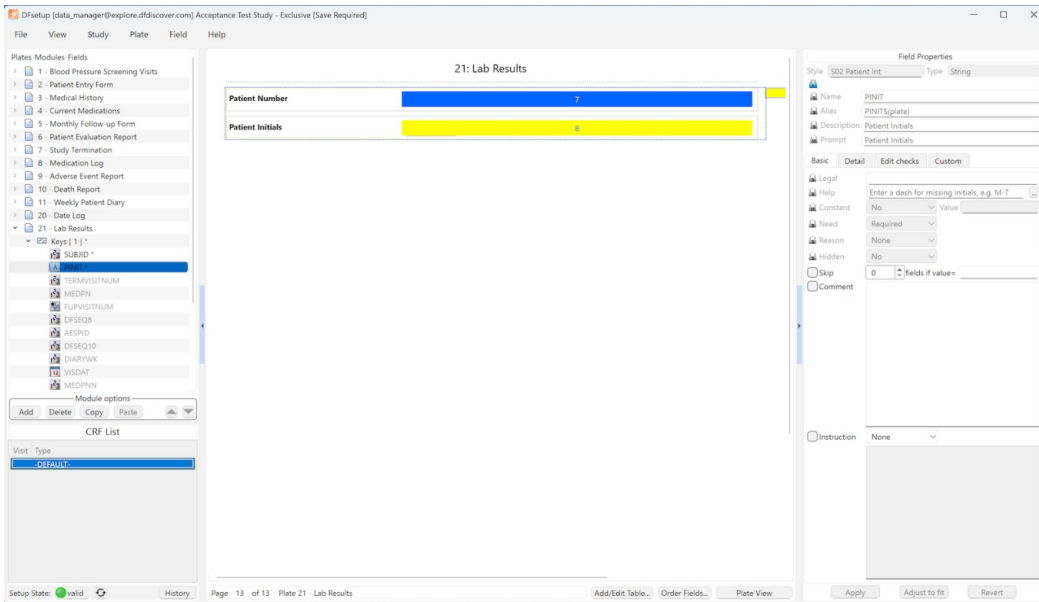 DFsetup [data_manager@explore.dfdiscover.com] Acceptance Test Study - Exclusive [Save Required]
File View Study Plate Field Help
Plates-Modules-Fields
1 - Blood Pressure Screening Visits
2 - Patient Entry Form
3 - Medical History
4 - Current Medications
5 - Monthly Follow-up Form
6 - Patient Evaluation Report
7 - Study Termination
8 - Medication Log
9 - Adverse Event Report
10 - Death Report
11 - Weekly Patient Diary
20 - Date Log
21 - Lab Results
Keys [ 1 ] *
SUBJID *
PINIT *
TERMVISITNUM
MEDPN
FUPVISITNUM
DFSEQ8
AESPID
DFSEQ10
DIARYWK
VISDAT
MEDPNN
Module options
Add Delete Copy Paste
CRF List
Visit Type
-DEFAULT-
Setup State: valid History
21: Lab Results
Patient Number 7
Patient Initials 8
Page 13 of 13 Plate 21 - Lab Results Add/Edit Table... Order Fields... Plate View
Field Properties
Style S02 Patient Int Type String
Name PINIT
Alias PINIT$(plate)
Description Patient Initials
Prompt Patient Initials
Basic Detail Edit checks Custom
Legal
Help Enter a dash for missing initials, e.g. M-T ...
Constant No Value
Need Required
Reason None
Hidden No
Skip 0 fields if value=
Comment
Instruction None
Apply Adjust to fit Revert